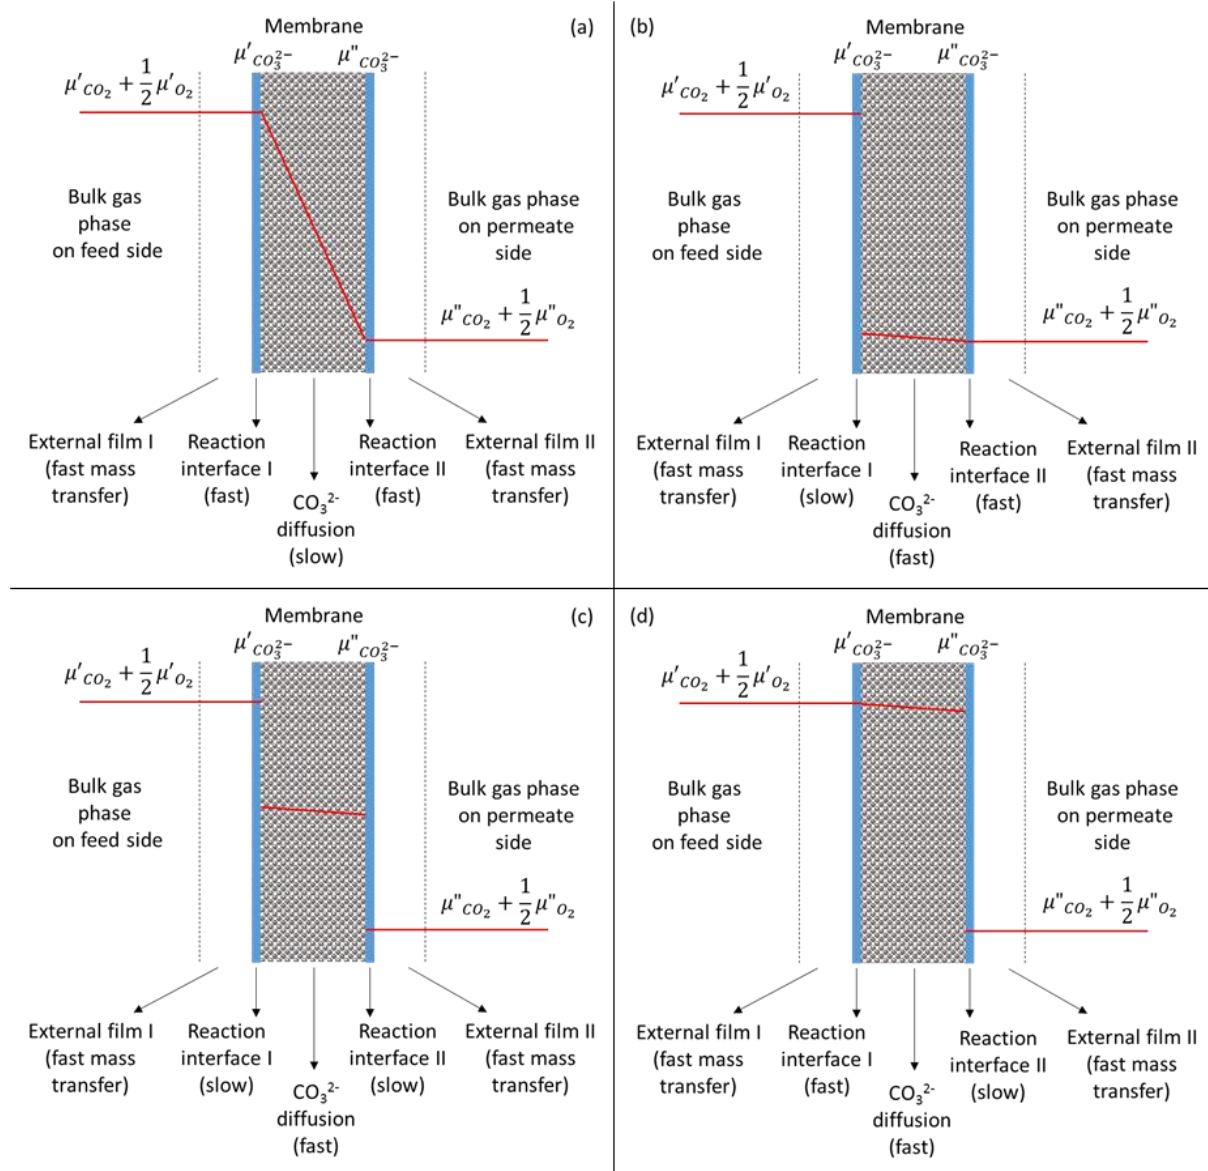 Membrane
(a)
μ'CO₃²⁻ μ"CO₃²⁻
μ'CO₂ + 1/2 μ'O₂
Bulk gas
phase
on feed side
Bulk gas phase
on permeate
side
μ"CO₂ + 1/2 μ"O₂
External film I
(fast mass
transfer)
Reaction
interface I
(fast)
CO₃²⁻
diffusion
(slow)
Reaction
interface II
(fast)
External film II
(fast mass
transfer)
(b)
Membrane
μ'CO₃²⁻ μ"CO₃²⁻
μ'CO₂ + 1/2 μ'O₂
Bulk gas
phase
on feed side
Bulk gas phase
on permeate
side
μ"CO₂ + 1/2 μ"O₂
External film I
(fast mass
transfer)
Reaction
interface I
(slow)
CO₃²⁻
diffusion
(fast)
Reaction
interface II
(fast)
External film II
(fast mass
transfer)
Membrane
(c)
μ'CO₃²⁻ μ"CO₃²⁻
μ'CO₂ + 1/2 μ'O₂
Bulk gas
phase
on feed side
Bulk gas phase
on permeate
side
μ"CO₂ + 1/2 μ"O₂
External film I
(fast mass
transfer)
Reaction
interface I
(slow)
CO₃²⁻
diffusion
(fast)
Reaction
interface II
(slow)
External film II
(fast mass
transfer)
(d)
Membrane
μ'CO₃²⁻ μ"CO₃²⁻
μ'CO₂ + 1/2 μ'O₂
Bulk gas
phase
on feed side
Bulk gas phase
on permeate
side
μ"CO₂ + 1/2 μ"O₂
External film I
(fast mass
transfer)
Reaction
interface I
(fast)
CO₃²⁻
diffusion
(fast)
Reaction
interface II
(slow)
External film II
(fast mass
transfer)